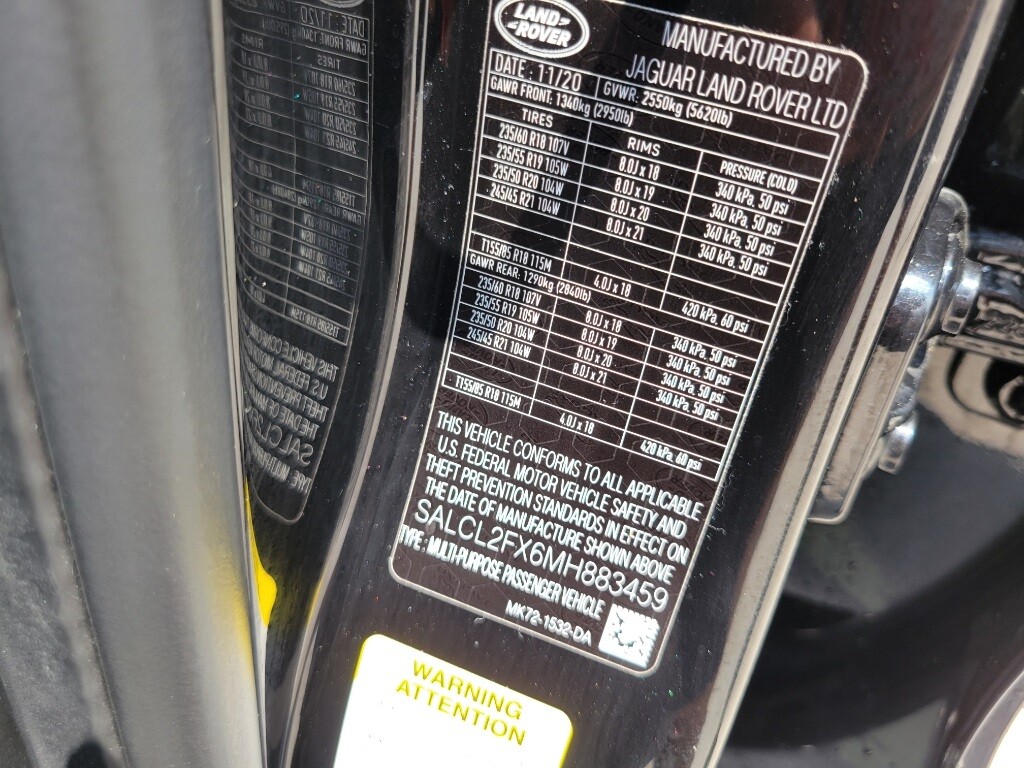 LAND-
ROVER
MANUFACTURED BY
JAGUAR LAND ROVER LTD
DATE: 11/20 GVWR: 2550kg (5620lb)
GAWR FRONT: 1340kg (2950lb)
TIRES RIMS PRESSURE (COLD)
235/60 R18 107V 8.0J x 18 340 kPa, 50 psi
235/55 R19 105W 8.0J x 19 340 kPa, 50 psi
235/50 R20 104W 8.0J x 20 340 kPa, 50 psi
245/45 R21 104W 8.0J x 21 340 kPa, 50 psi
T155/85 R18 115M 4.0J x 18 420 kPa, 60 psi
GAWR REAR: 1290kg (2840lb)
235/60 R18 107V 8.0J x 18 340 kPa, 50 psi
235/55 R19 105W 8.0J x 19 340 kPa, 50 psi
235/50 R20 104W 8.0J x 20 340 kPa, 50 psi
245/45 R21 104W 8.0J x 21 340 kPa, 50 psi
T155/85 R18 115M 4.0J x 18 420 kPa, 60 psi
THIS VEHICLE CONFORMS TO ALL APPLICABLE
U.S. FEDERAL MOTOR VEHICLE SAFETY AND
THEFT PREVENTION STANDARDS IN EFFECT ON
THE DATE OF MANUFACTURE SHOWN ABOVE
SALCL2FX6MH883459
TYPE: MULTI-PURPOSE PASSENGER VEHICLE
MK72-1532-DA
WARNING
ATTENTION